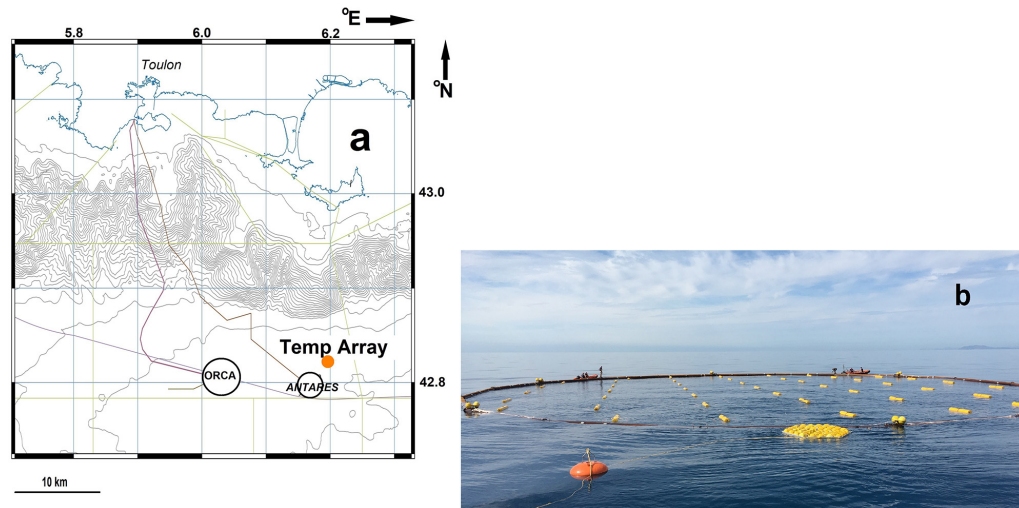 °E
5.8 6.0 6.2
Toulon
°N
a
43.0
Temp Array
ORCA
ANTARES
42.8
10 km
b